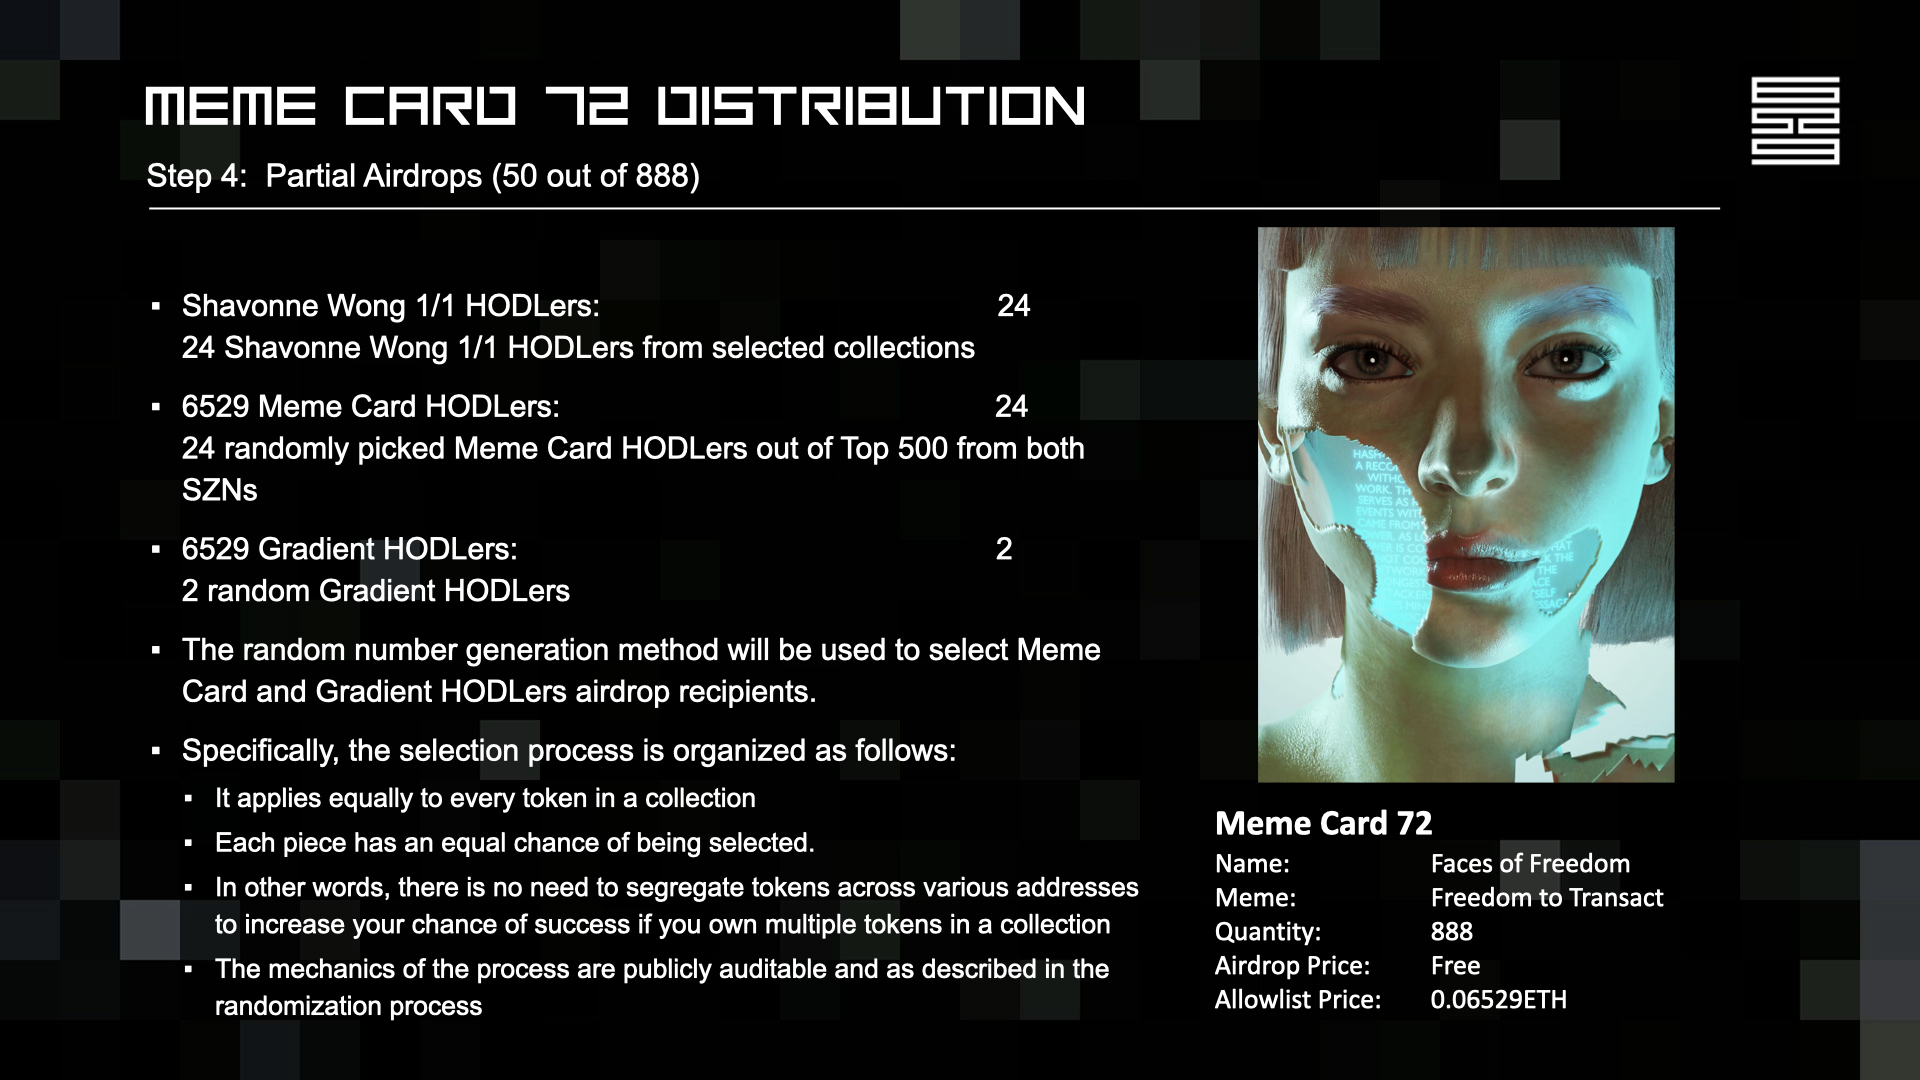 MEME CARD 72 DISTRIBUTION
Step 4: Partial Airdrops (50 out of 888)
▪ Shavonne Wong 1/1 HODLers: 24
24 Shavonne Wong 1/1 HODLers from selected collections
▪ 6529 Meme Card HODLers: 24
24 randomly picked Meme Card HODLers out of Top 500 from both
SZNs
▪ 6529 Gradient HODLers: 2
2 random Gradient HODLers
▪ The random number generation method will be used to select Meme
Card and Gradient HODLers airdrop recipients.
▪ Specifically, the selection process is organized as follows:
▪ It applies equally to every token in a collection
▪ Each piece has an equal chance of being selected.
▪ In other words, there is no need to segregate tokens across various addresses
to increase your chance of success if you own multiple tokens in a collection
▪ The mechanics of the process are publicly auditable and as described in the
randomization process
A
WORK.
SERVES AS
EVENTS
CAME FROM
THE
Meme Card 72
Name: Faces of Freedom
Meme: Freedom to Transact
Quantity: 888
Airdrop Price: Free
Allowlist Price: 0.06529ETH